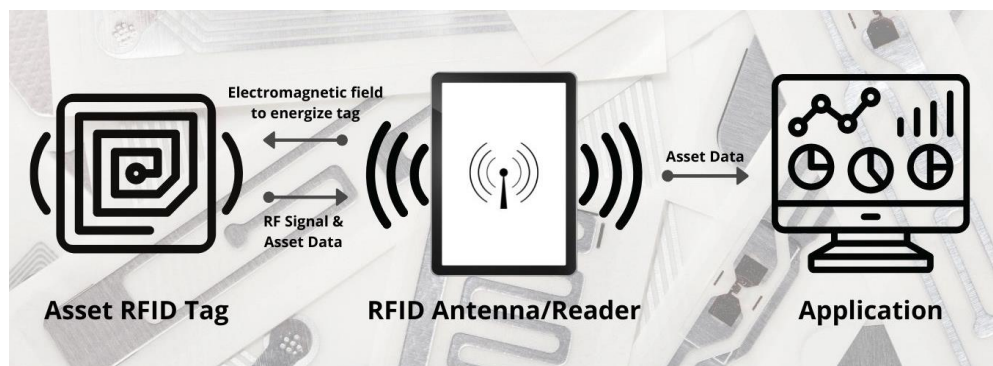 Electromagnetic field
to energize tag
RF Signal &
Asset Data
Asset Data
Asset RFID Tag
RFID Antenna/Reader
Application